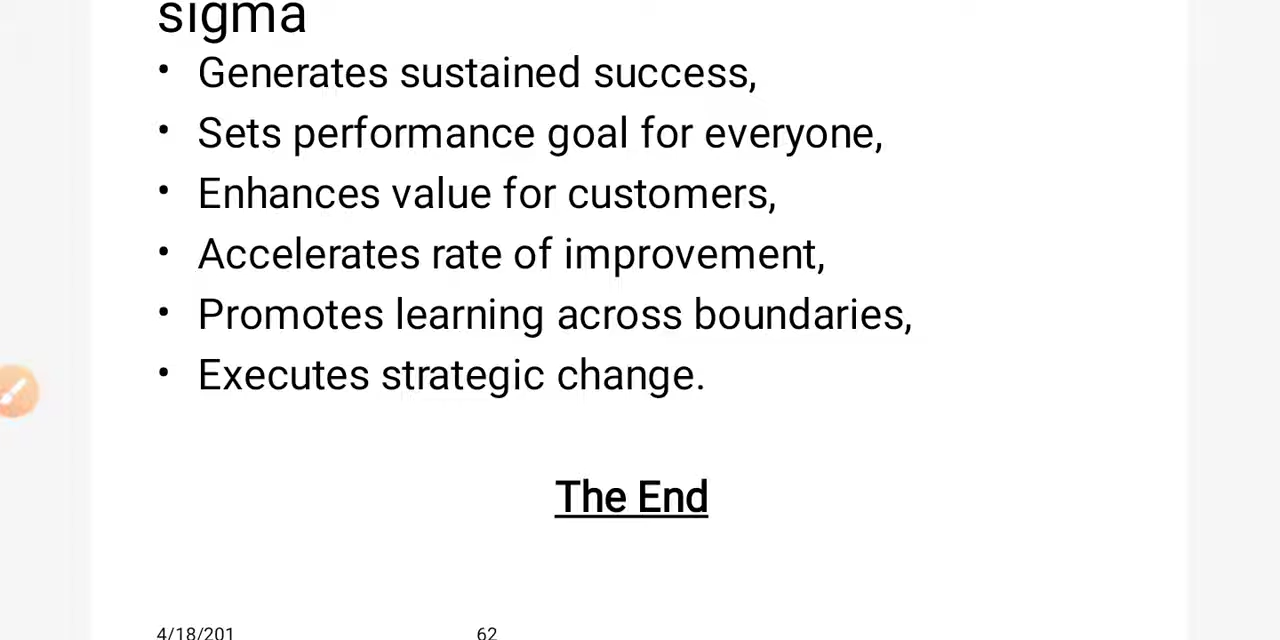 sigma
• Generates sustained success,
• Sets performance goal for everyone,
• Enhances value for customers,
• Accelerates rate of improvement,
• Promotes learning across boundaries,
• Executes strategic change.
The End
4/18/201 62